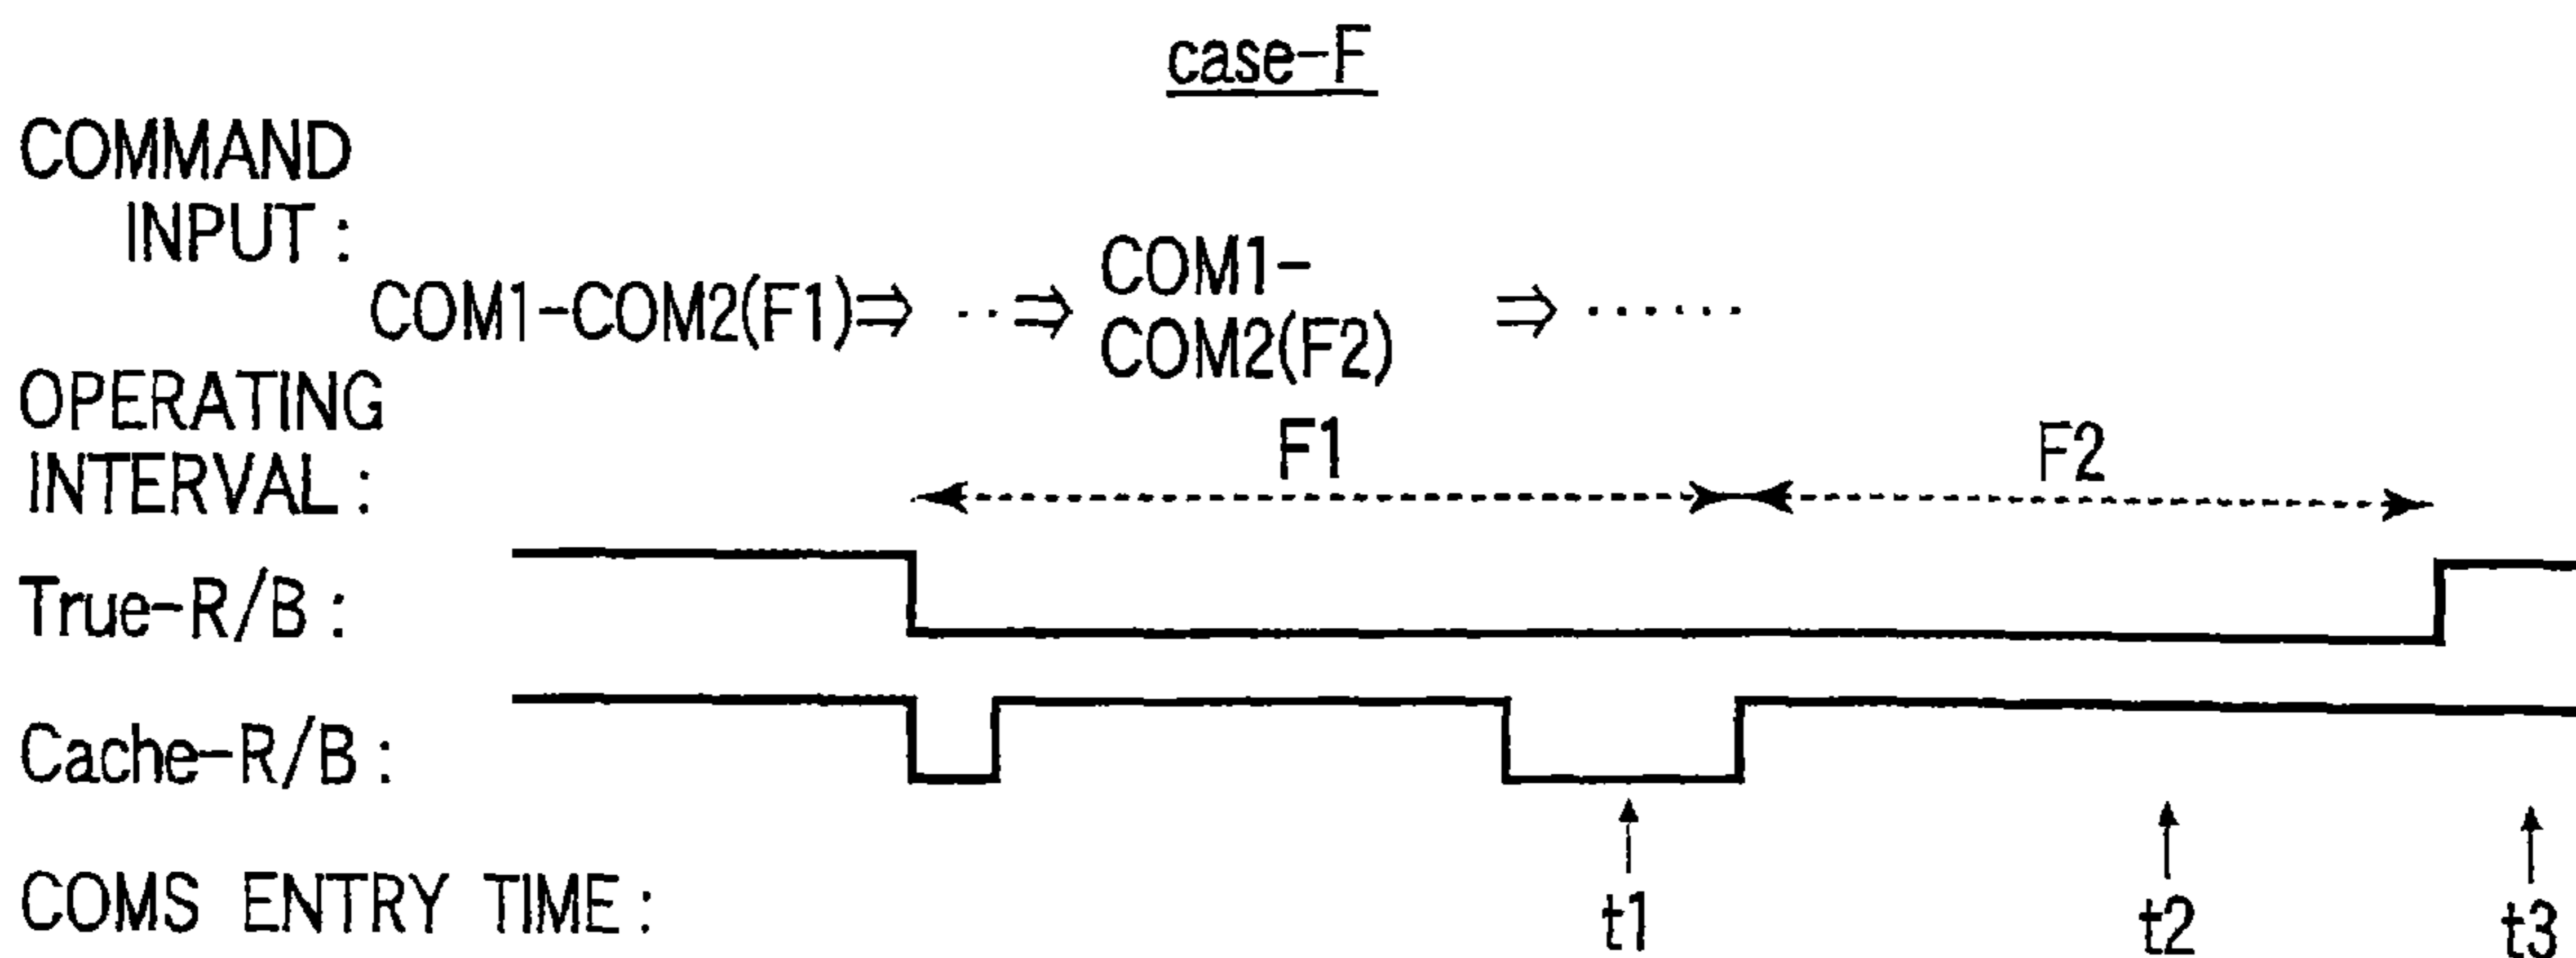 case-F
COMMAND
INPUT :
COM1-COM2(F1)⇒ ‥⇒ COM1-
COM2(F2) ⇒ ······
OPERATING
INTERVAL :
F1 F2
True-R/B :
Cache-R/B :
COMS ENTRY TIME : t1 t2 t3